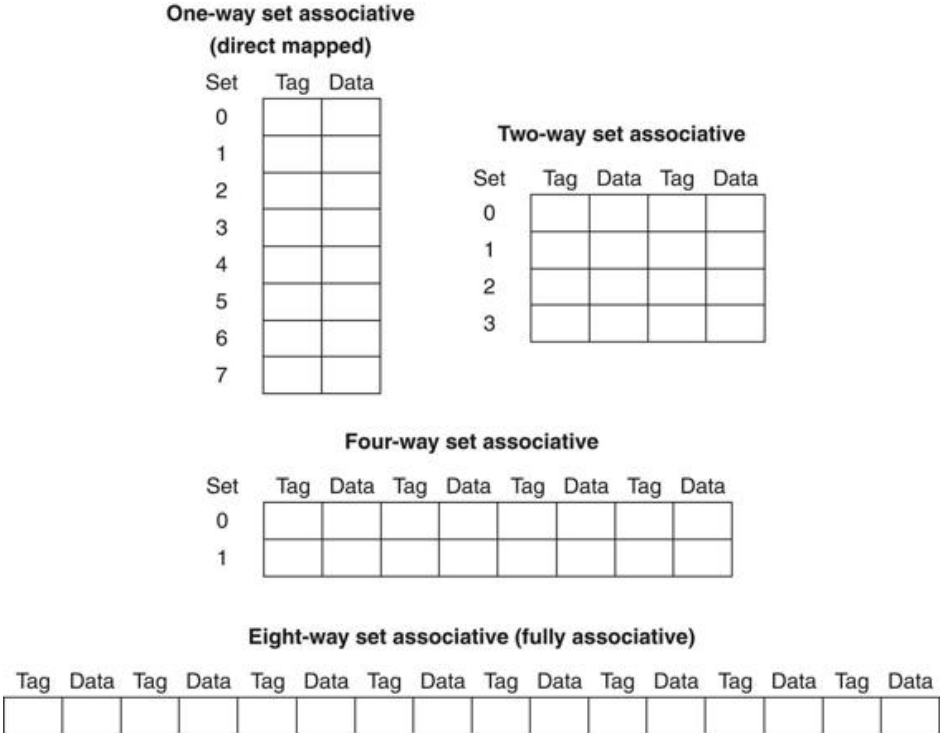 One-way set associative
(direct mapped)
Set Tag Data
0
1
2
3
4
5
6
7
Two-way set associative
Set Tag Data Tag Data
0
1
2
3
Four-way set associative
Set Tag Data Tag Data Tag Data Tag Data
0
1
Eight-way set associative (fully associative)
Tag Data Tag Data Tag Data Tag Data Tag Data Tag Data Tag Data Tag Data